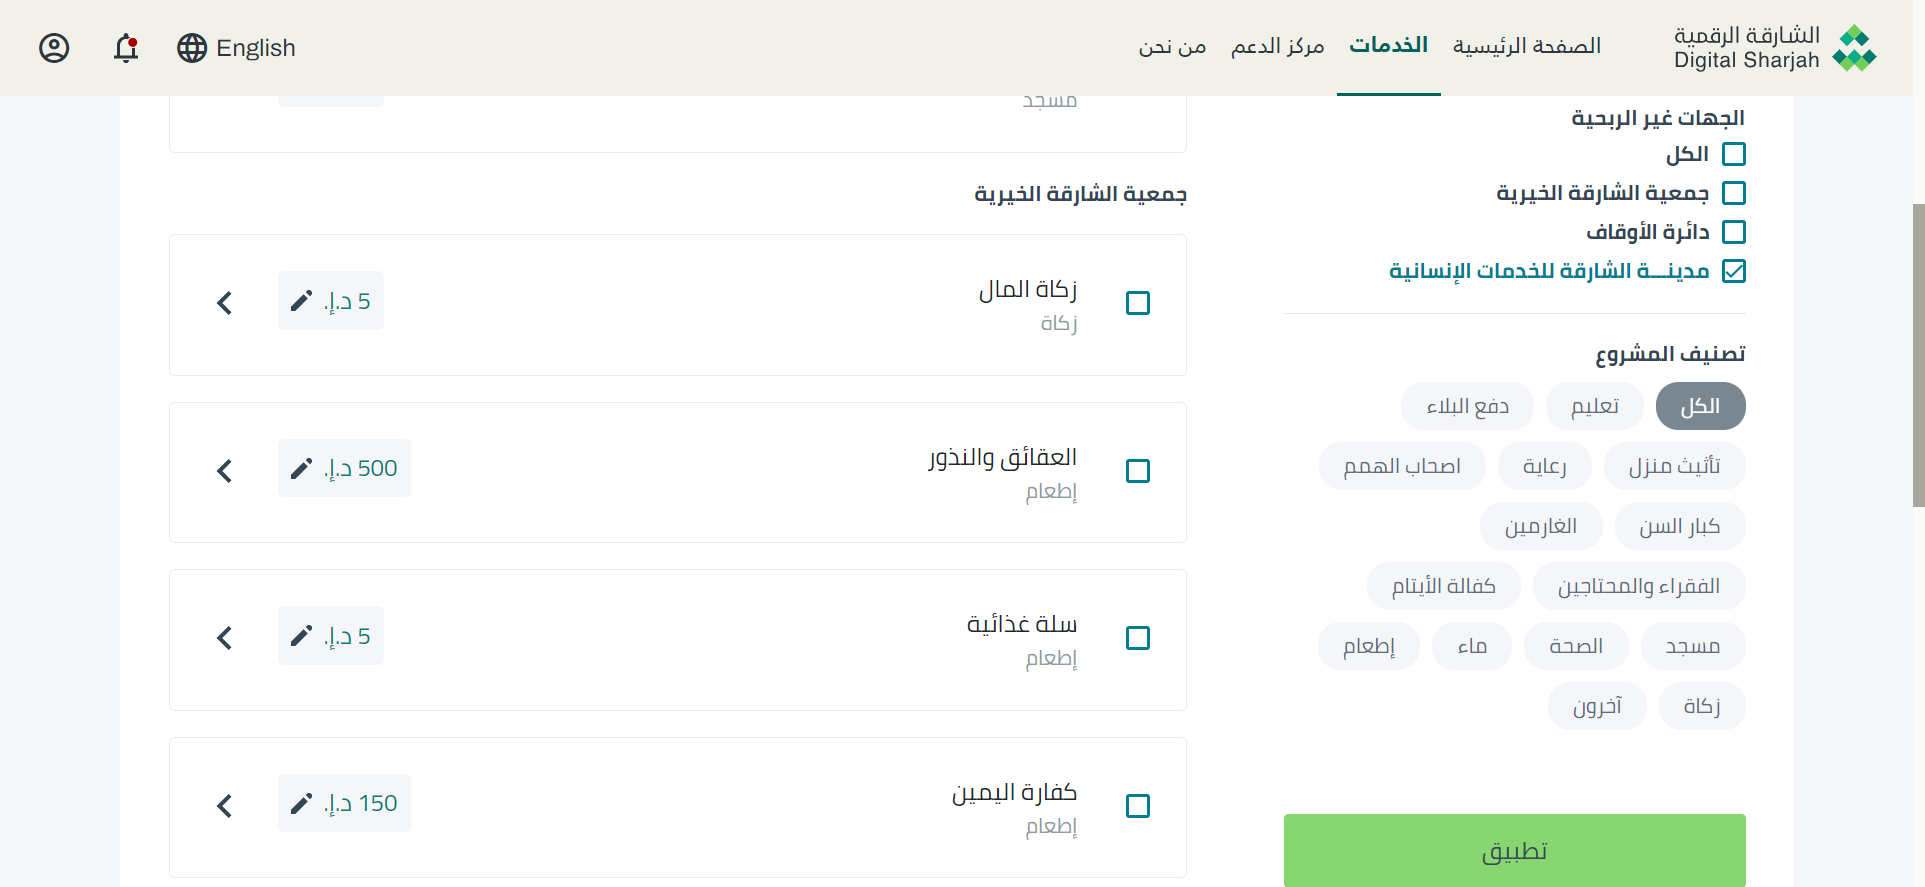 الشارقة الرقمية
Digital Sharjah
الصفحة الرئيسية
الخدمات
مركز الدعم
من نحن
English
الجهات غير الربحية
الكل
جمعية الشارقة الخيرية
دائرة الأوقاف
مدينـــة الشارقة للخدمات الإنسانية
تصنيف المشروع
الكل
تعليم
دفع البلاء
تأثيث منزل
رعاية
اصحاب الهمم
كبار السن
الغارمين
الفقراء والمحتاجين
كفالة الأيتام
مسجد
الصحة
ماء
إطعام
زكاة
آخرون
تطبيق
مسجد
جمعية الشارقة الخيرية
زكاة المال
زكاة
5 د.إ.
العقائق والنذور
إطعام
500 د.إ.
سلة غذائية
إطعام
5 د.إ.
كفارة اليمين
إطعام
150 د.إ.